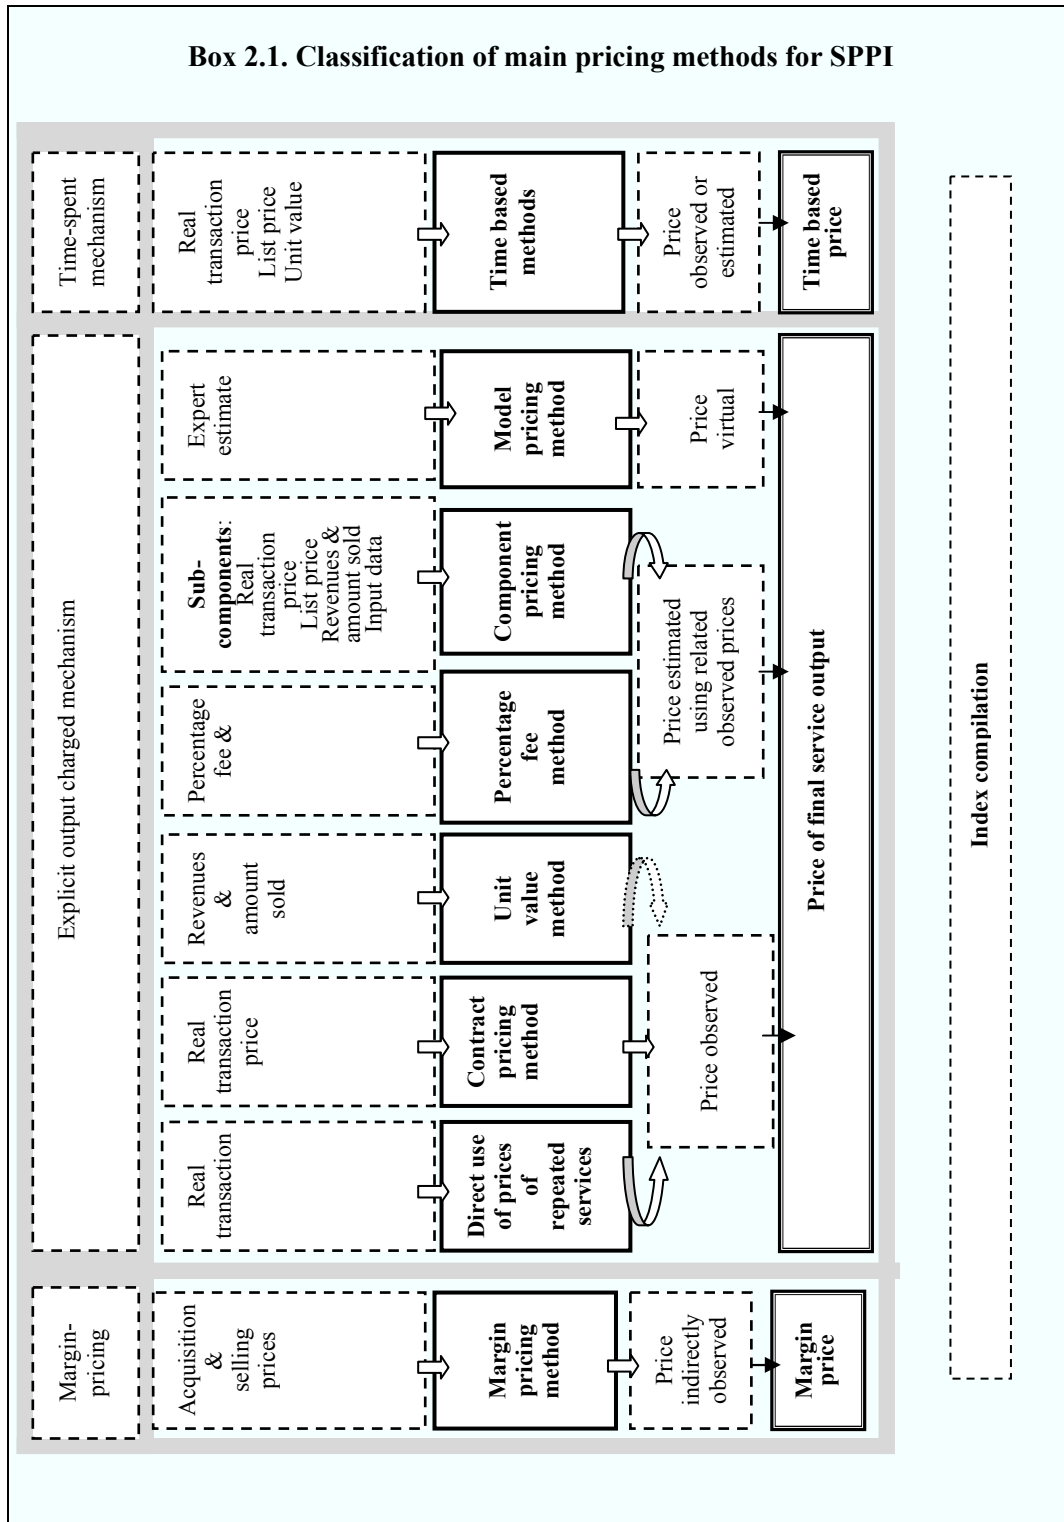 Box 2.1. Classification of main pricing methods for SPPI
Margin-
pricing
Explicit output charged mechanism
Time-spent
mechanism
Acquisition
&
selling
prices
Real
transaction
Real
transaction
price
Revenues
&
amount
sold
Percentage
fee &
Sub-
components:
Real
transaction
price
List price
Revenues &
amount sold
Input data
Expert
estimate
Real
transaction
price
List price
Unit value
Margin
pricing
method
Direct use
of prices
of
repeated
services
Contract
pricing
method
Unit
value
method
Percentage
fee
method
Component
pricing
method
Model
pricing
method
Time based
methods
Price
indirectly
observed
Price observed
Price estimated
using related
observed prices
Price
virtual
Price
observed or
estimated
Margin
price
Price of final service output
Time based
price
Index compilation